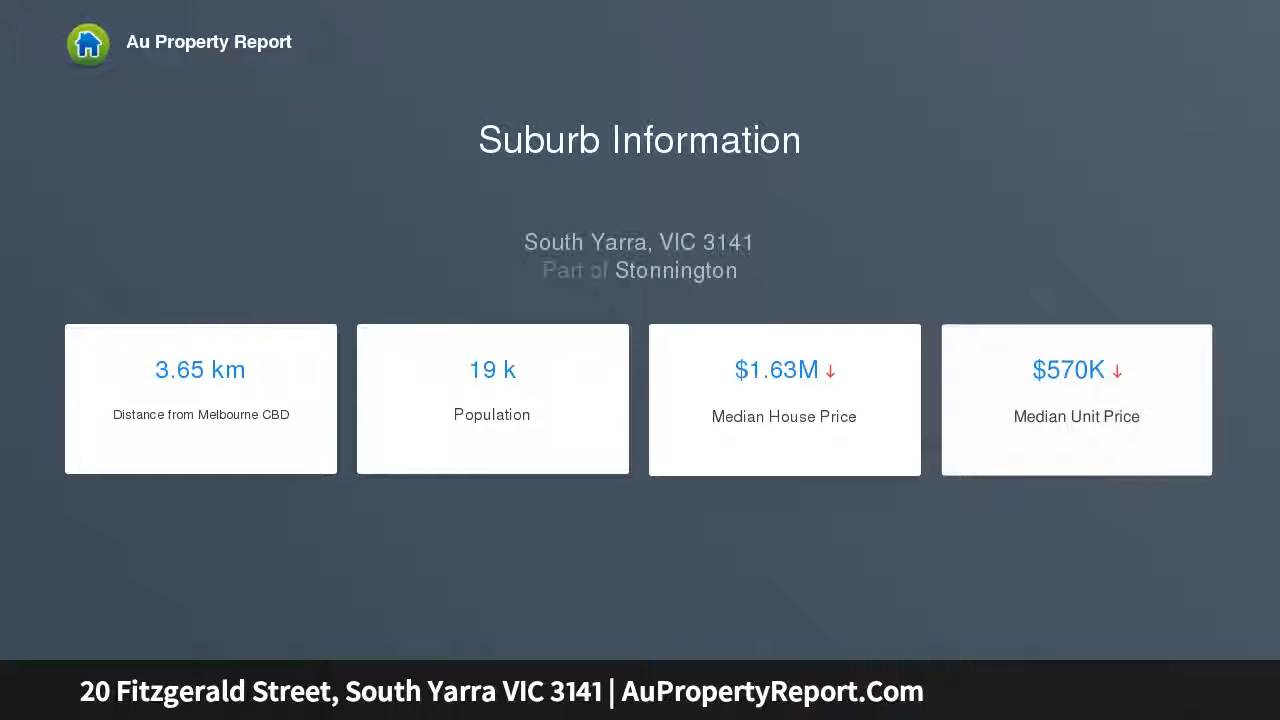 Au Property Report
Suburb Information
South Yarra, VIC 3141
Part of Stonnington
3.65 km
Distance from Melbourne CBD
19 k
Population
$1.63M ↓
Median House Price
$570K ↓
Median Unit Price
20 Fitzgerald Street, South Yarra VIC 3141 | AuPropertyReport.Com